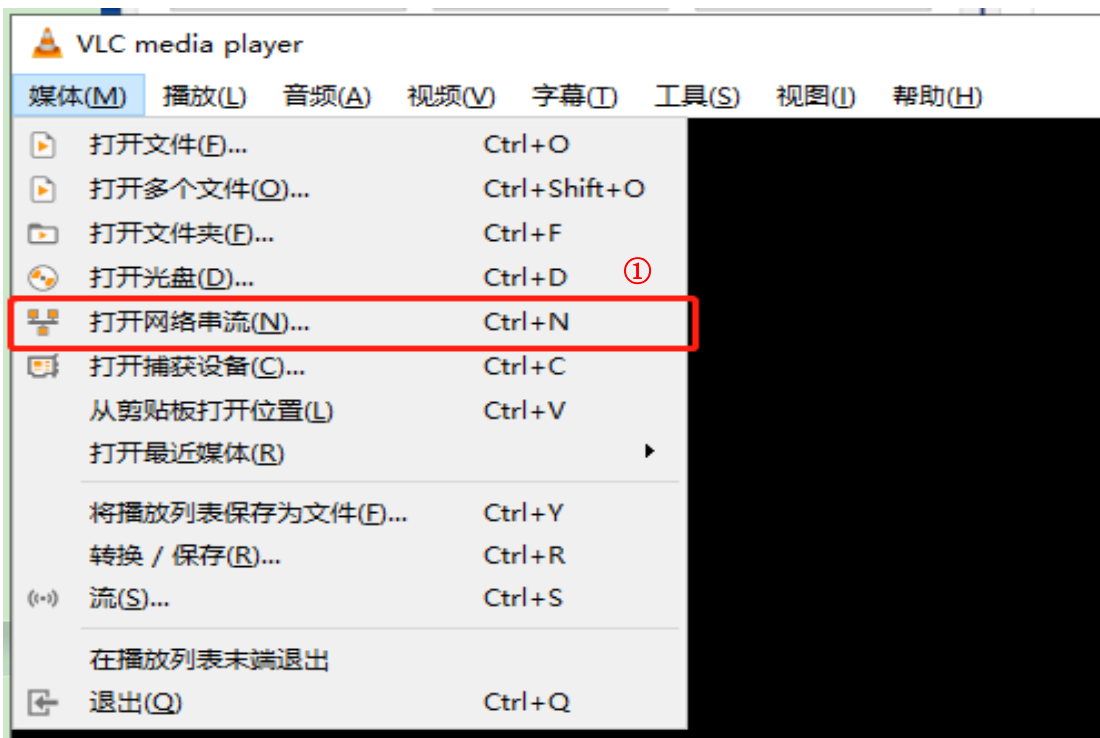 VLC media player
媒体(M) 播放(L) 音频(A) 视频(V) 字幕(T) 工具(S) 视图(I) 帮助(H)
打开文件(F)... Ctrl+O
打开多个文件(O)... Ctrl+Shift+O
打开文件夹(F)... Ctrl+F
打开光盘(D)... Ctrl+D ①
打开网络串流(N)... Ctrl+N
打开捕获设备(C)... Ctrl+C
从剪贴板打开位置(L) Ctrl+V
打开最近媒体(R)
将播放列表保存为文件(F)... Ctrl+Y
转换 / 保存(R)... Ctrl+R
流(S)... Ctrl+S
在播放列表末端退出
退出(Q) Ctrl+Q